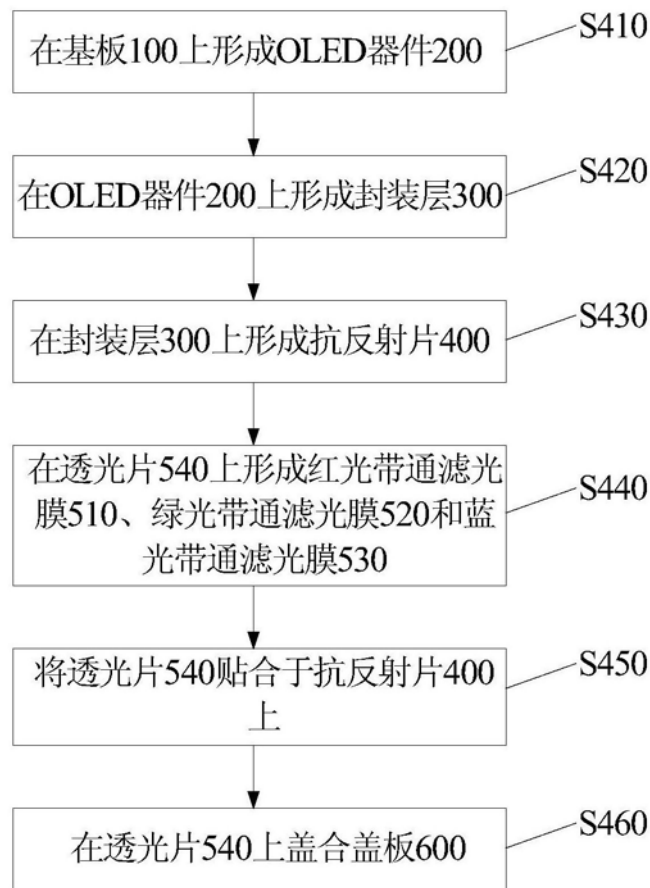 在基板100上形成OLED器件200
S410
在OLED器件200上形成封装层300
S420
在封装层300上形成抗反射片400
S430
在透光片540上形成红光带通滤光
膜510、绿光带通滤光膜520和蓝
光带通滤光膜530
S440
将透光片540贴合于抗反射片400
上
S450
在透光片540上盖合盖板600
S460